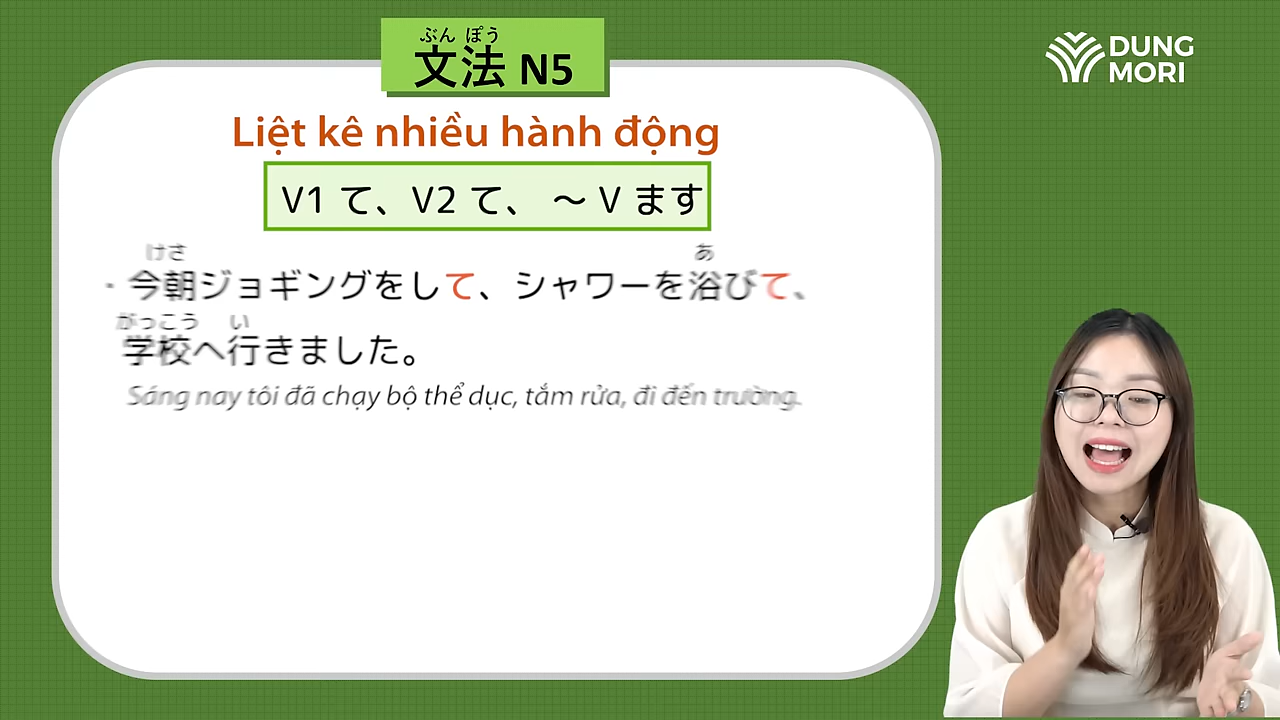 ぶん ぽう
文法 N5
DUNG
MORI
Liệt kê nhiều hành động
V1 て、V2 て、 ～ V ます
けさ あ
・今朝ジョギングをして、シャワーを浴びて、
がっこう い
学校へ行きました。
Sáng nay tôi đã chạy bộ thể dục, tắm rửa, đi đến trường.